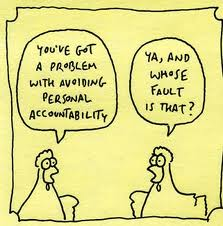 YOU'VE GOT
A PROBLEM
WITH AVOIDING
PERSONAL
ACCOUNTABILITY
YA, AND
WHOSE
FAULT
IS THAT?